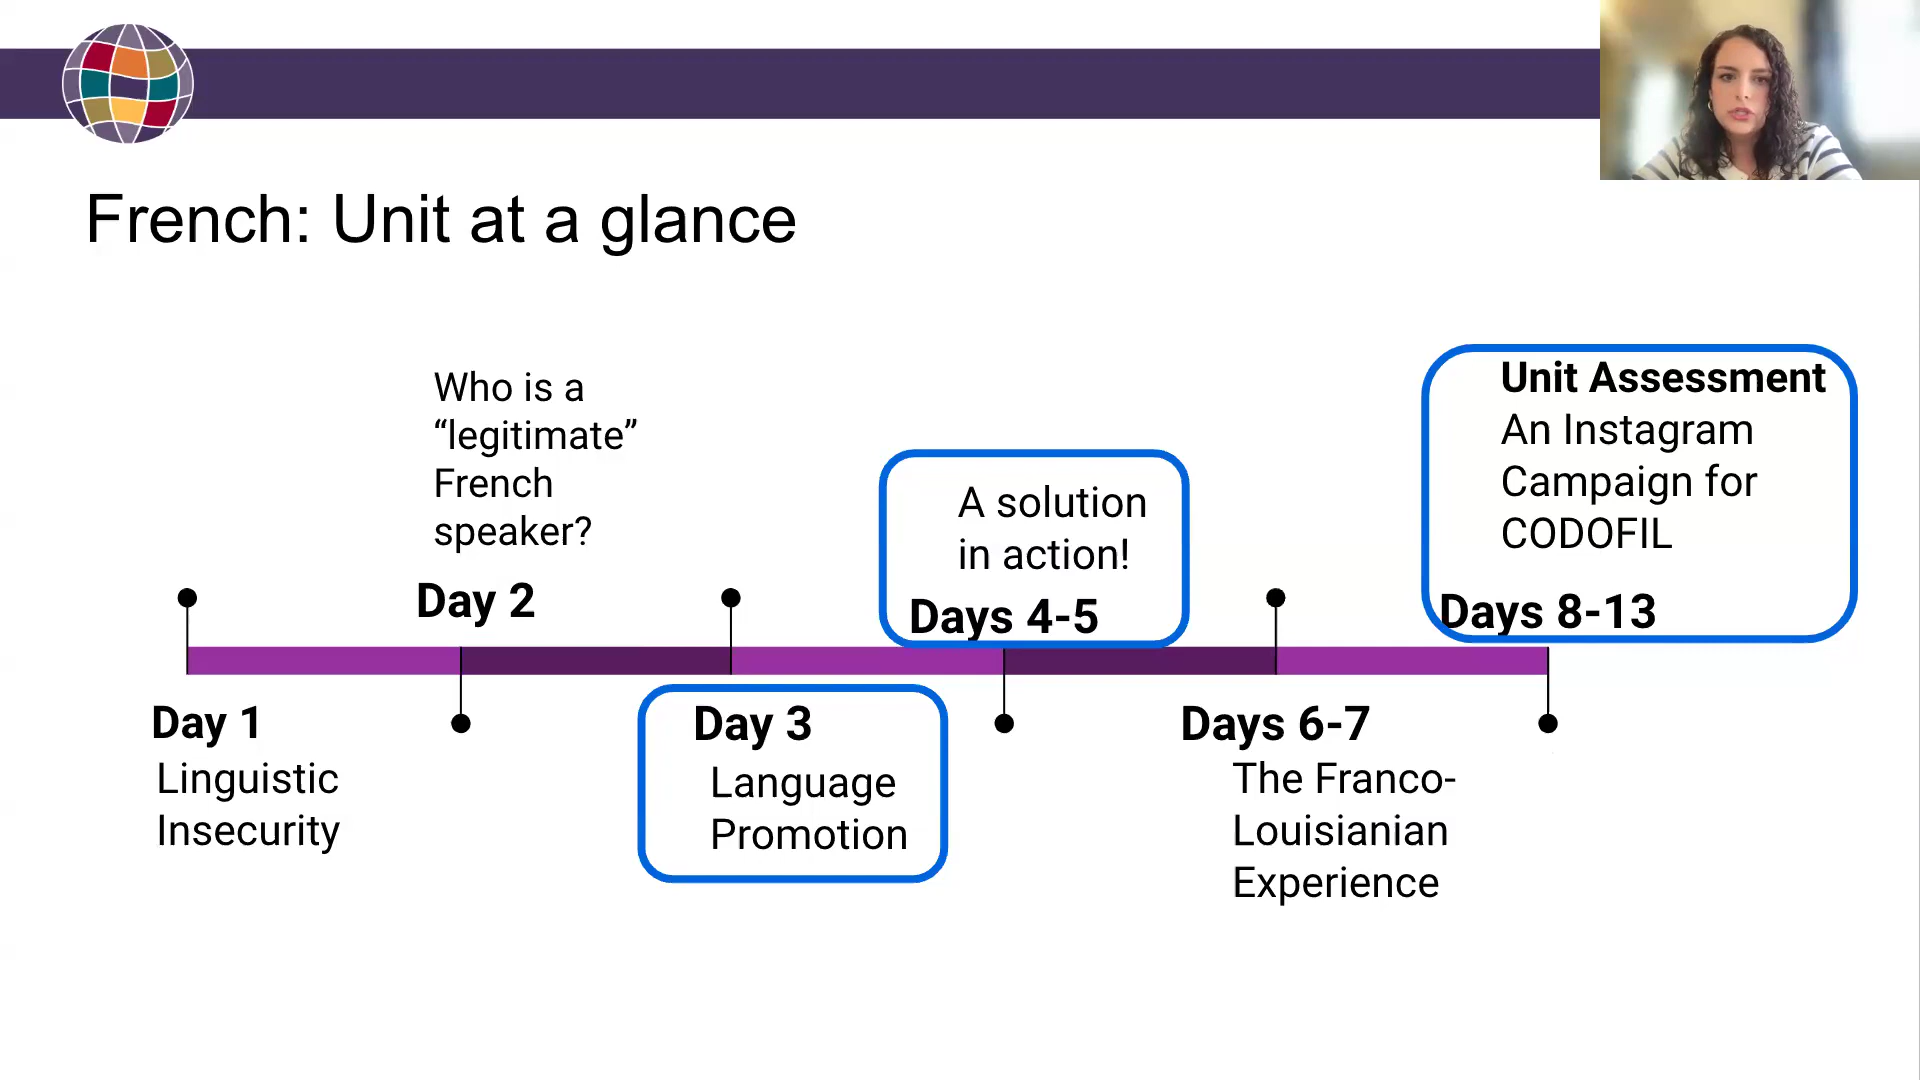 French: Unit at a glance
Day 1
Linguistic
Insecurity
Who is a
“legitimate”
French
speaker?
Day 2
Day 3
Language
Promotion
A solution
in action!
Days 4-5
Days 6-7
The Franco-
Louisianian
Experience
Unit Assessment
An Instagram
Campaign for
CODOFIL
Days 8-13